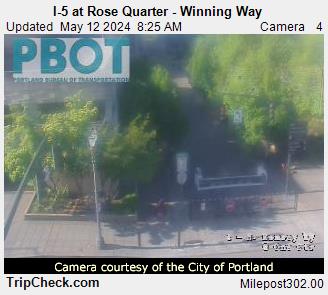 I-5 at Rose Quarter - Winning Way
Updated May 12 2024 8:25 AM Camera 4
PBOT
PORTLAND BUREAU OF TRANSPORTATION
Camera courtesy of the City of Portland
TripCheck.com Milepost302.00